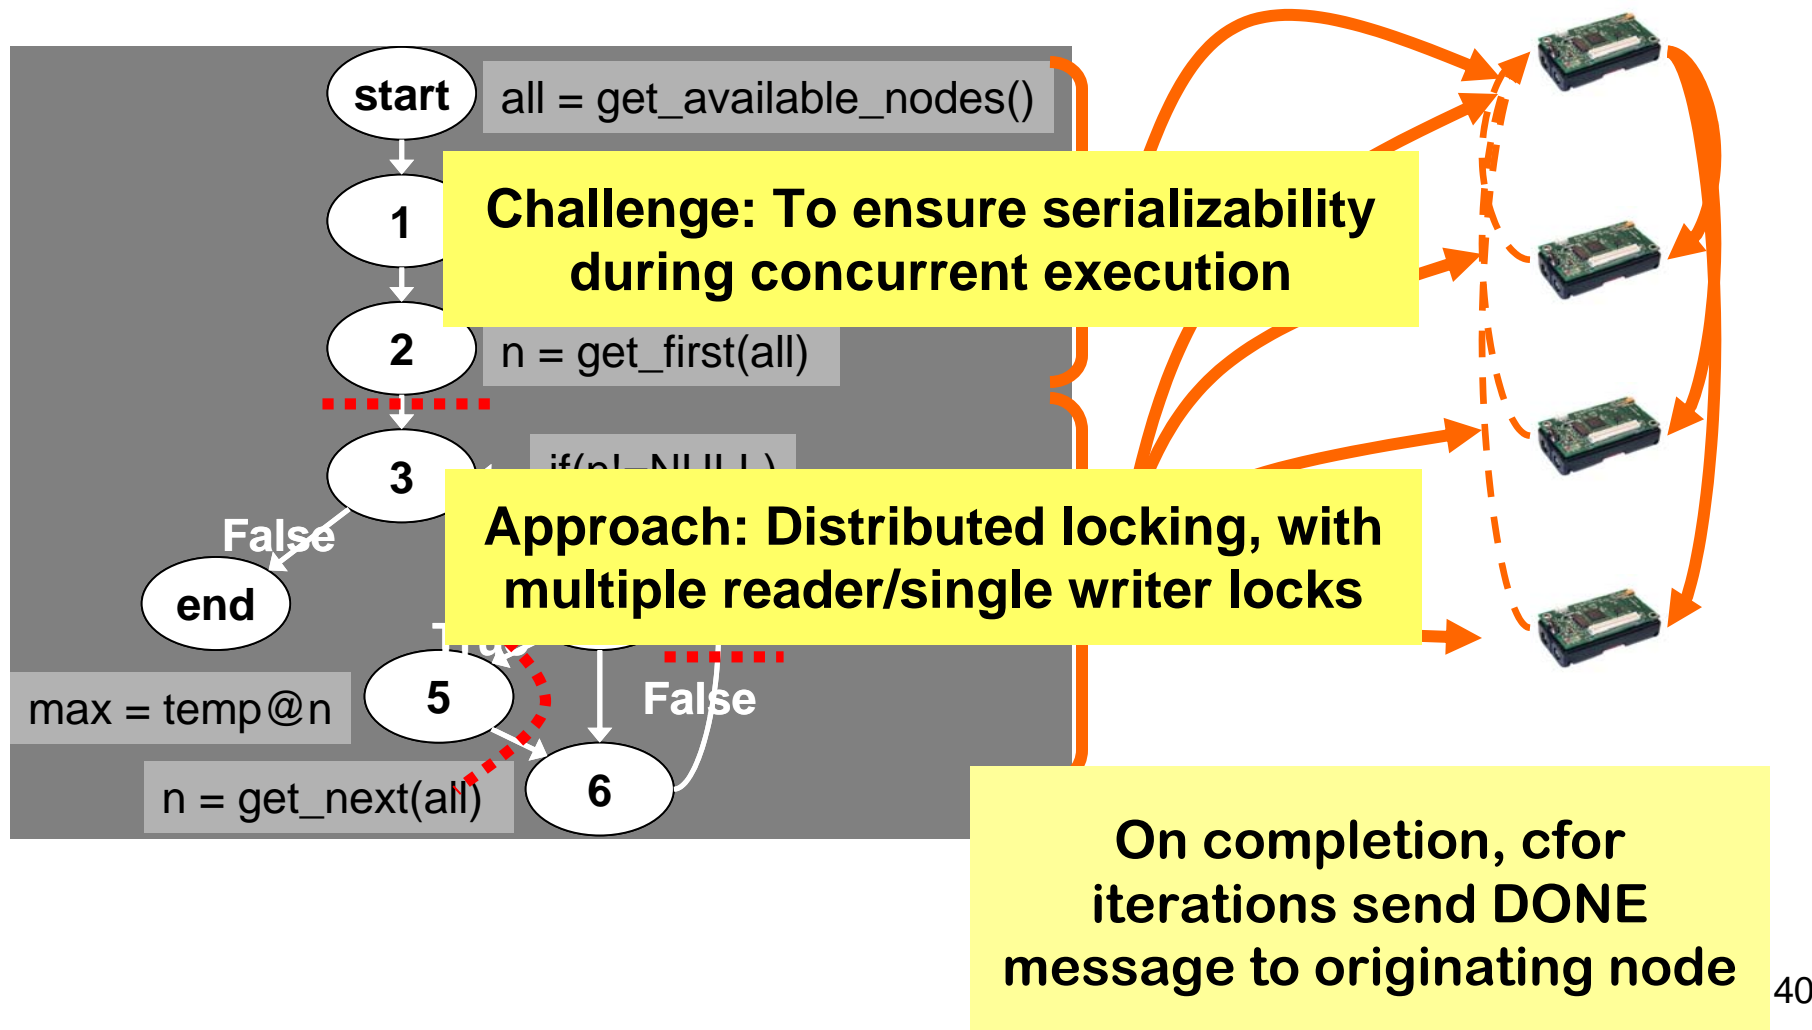 start
all = get_available_nodes()
1
Challenge: To ensure serializability
during concurrent execution
2
n = get_first(all)
3
False
Approach: Distributed locking, with
multiple reader/single writer locks
end
5
False
max = temp@n
n = get_next(all)
6
On completion, cfor
iterations send DONE
message to originating node
40